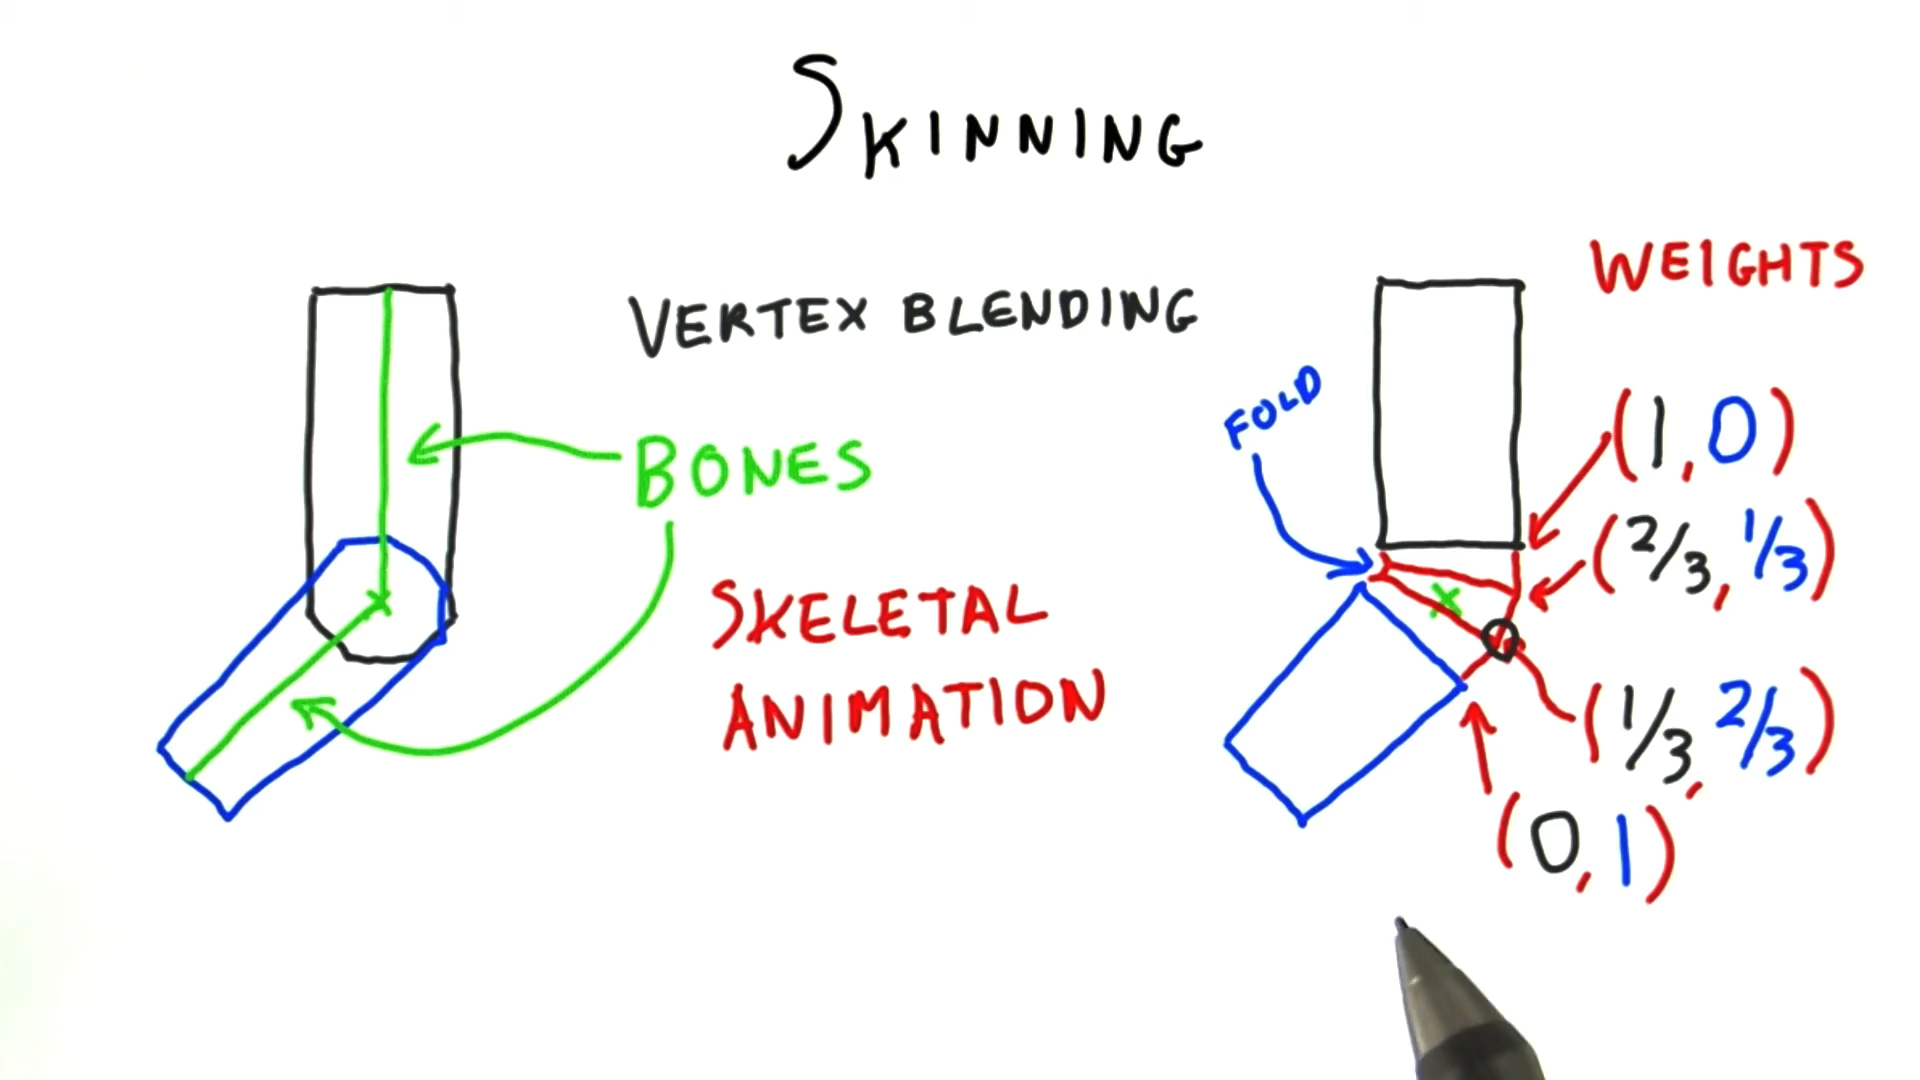 SKINNING
VERTEX BLENDING
BONES
SKELETAL
ANIMATION
WEIGHTS
FOLD
(1,0)
(2/3,1/3)
(1/3,2/3)
(0,1)